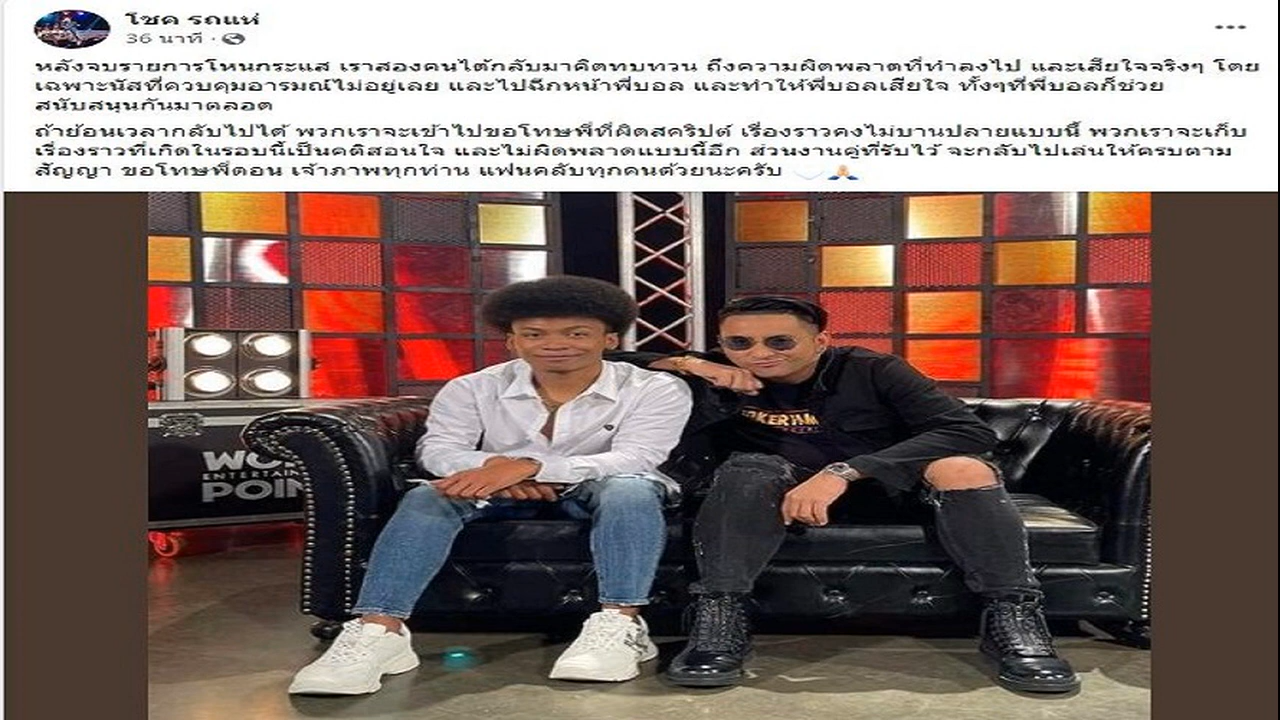 โชค รถแห่
36 นาที ·
หลังจบรายการโหนกระแส เราสองคนได้กลับมาคิดทบทวน ถึงความผิดพลาดที่ทำลงไป และเสียใจจริงๆ โดย
เฉพาะนัสที่ควบคุมอารมณ์ไม่อยู่เลย และไปฉีกหน้าพี่บอล และทำให้พี่บอลเสียใจ ทั้งๆที่พี่บอลก็ช่วย
สนับสนุนกันมาตลอด
ถ้าย้อนเวลากลับไปได้ พวกเราจะเข้าไปขอโทษพี่ที่ผิดสคริปต์ เรื่องราวคงไม่บานปลายแบบนี้ พวกเราจะเก็บ
เรื่องราวที่เกิดในรอบนี้เป็นคติสอนใจ และไม่ผิดพลาดแบบนี้อีก ส่วนงานคู่ที่รับไว้ จะกลับไปเล่นให้ครบตาม
สัญญา ขอโทษพี่ตอน เจ้าภาพทุกท่าน แฟนคลับทุกคนด้วยนะครับ 🙏🏻
WO
ENTERTAIN
POIN